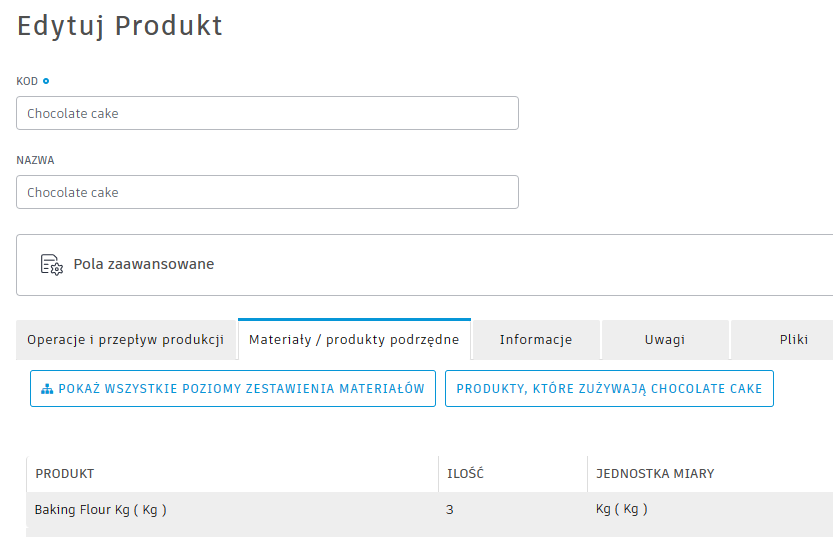 Edytuj Produkt
KOD
Chocolate cake
NAZWA
Chocolate cake
Pola zaawansowane
Operacje i przepływ produkcji Materiały / produkty podrzędne Informacje Uwagi Pliki
POKAŻ WSZYSTKIE POZIOMY ZESTAWIENIA MATERIAŁÓW PRODUKTY, KTÓRE ZUŻYWAJĄ CHOCOLATE CAKE
PRODUKT ILOŚĆ JEDNOSTKA MIARY
Baking Flour Kg ( Kg ) 3 Kg ( Kg )